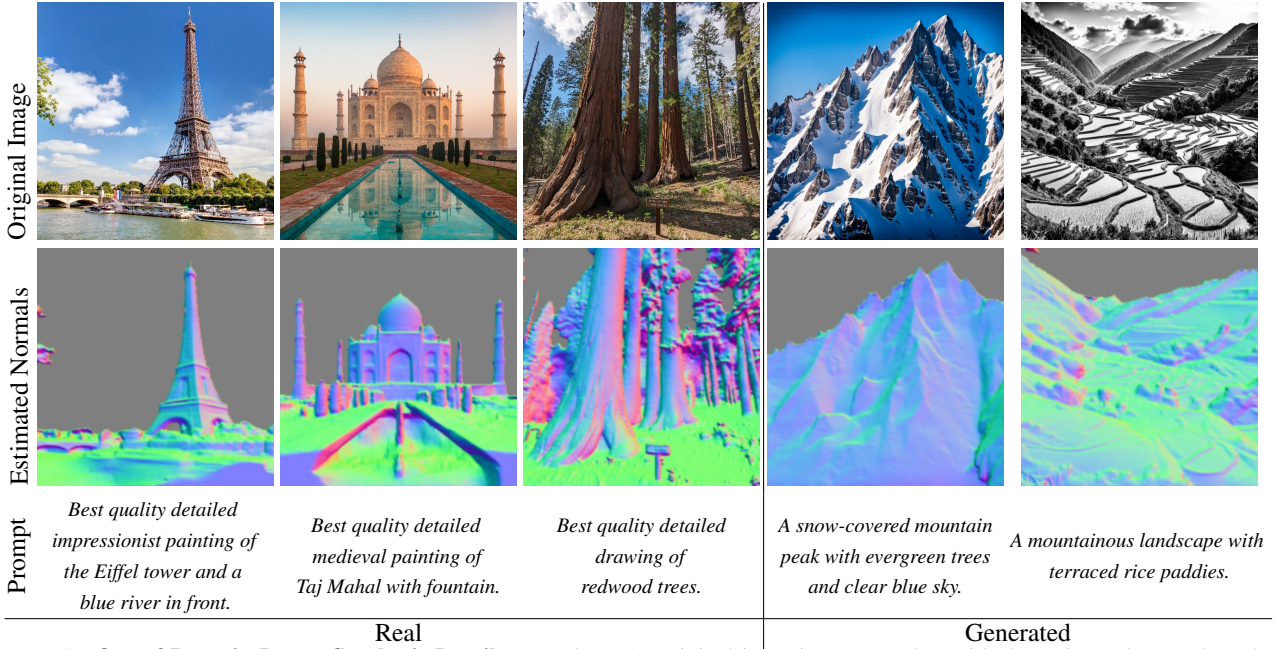 Original Image
Estimated Normals
Prompt
Best quality detailed
impressionist painting of
the Eiffel tower and a
blue river in front.
Best quality detailed
medieval painting of
Taj Mahal with fountain.
Best quality detailed
drawing of
redwood trees.
A snow-covered mountain
peak with evergreen trees
and clear blue sky.
A mountainous landscape with
terraced rice paddies.
Real
Generated